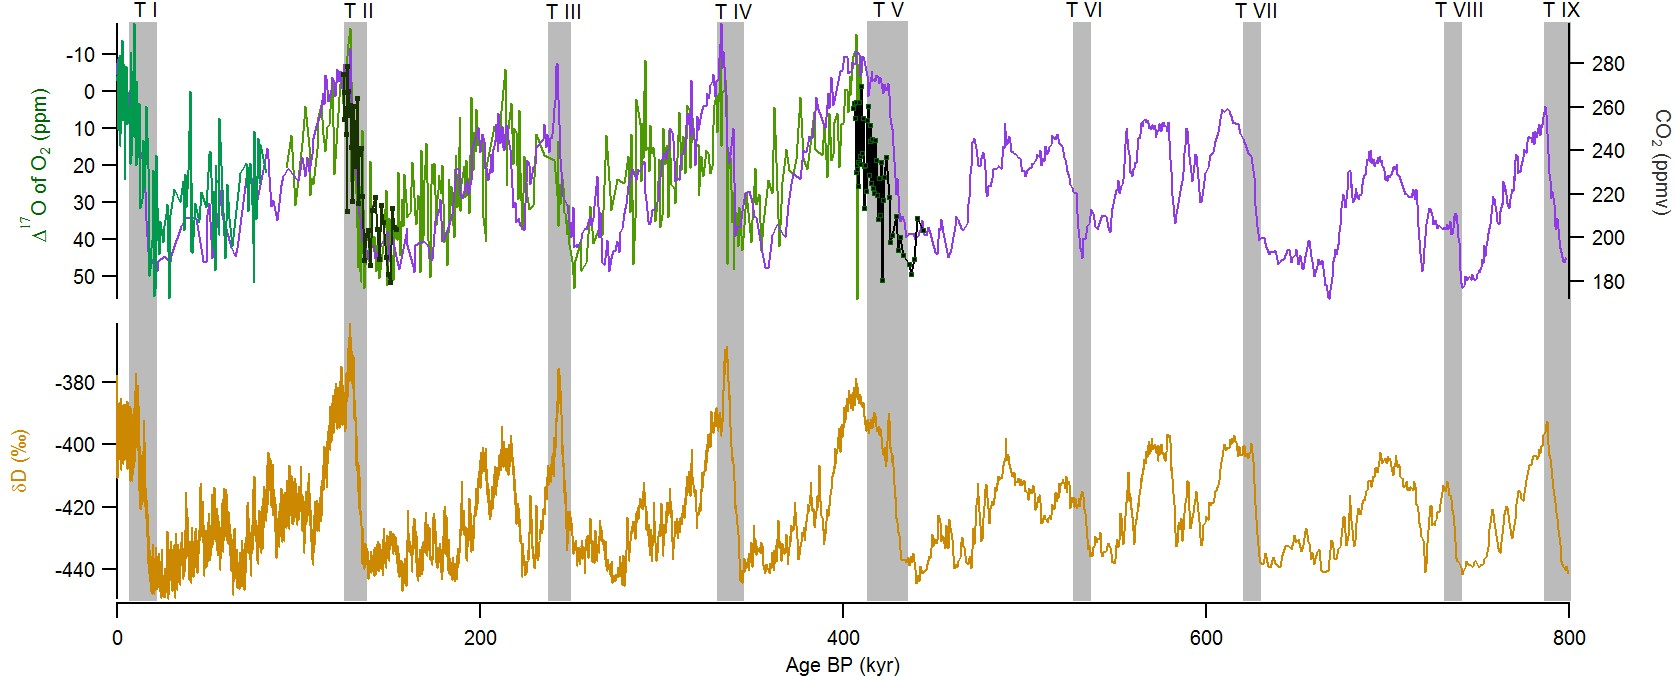 T I T II T III T IV T V T VI T VII T VIII T IX
Δ ¹⁷O of O₂ (ppm)
-10
0
10
20
30
40
50
280
260
240
220
200
180
CO₂ (ppmv)
δD (‰)
-380
-400
-420
-440
0 200 400 600 800
Age BP (kyr)